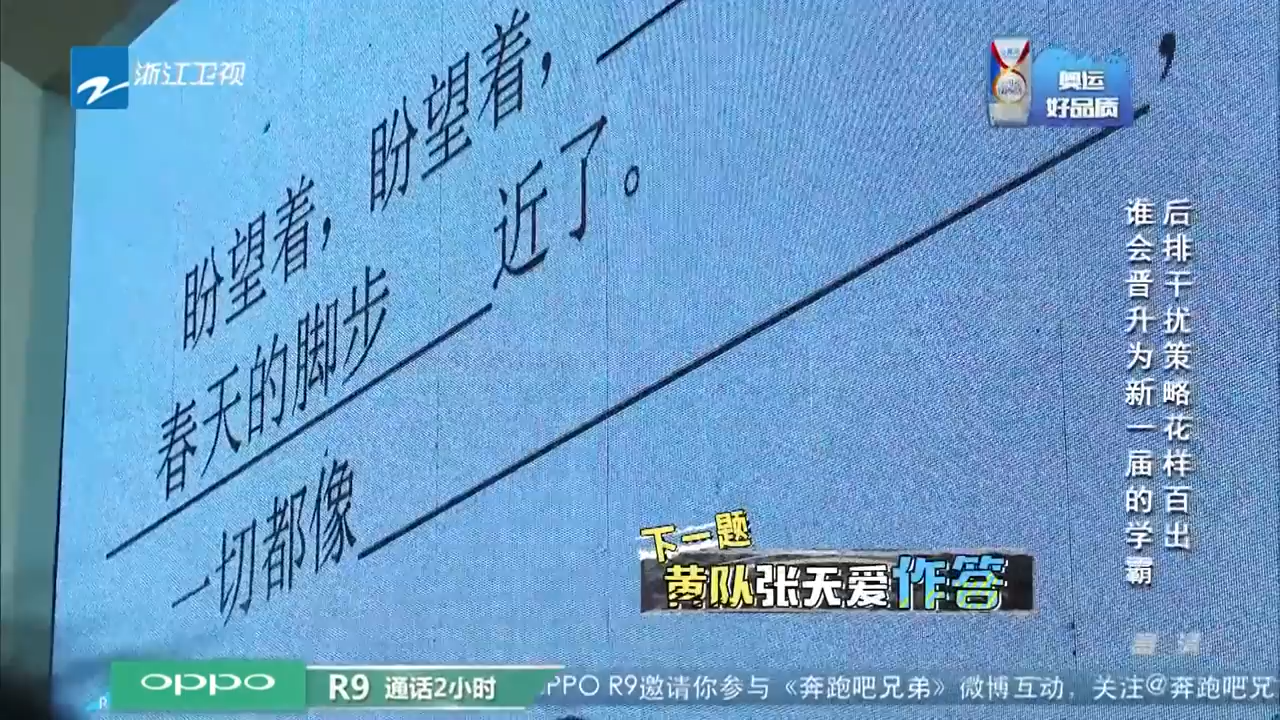 浙江卫视
奥运
好品质
盼望着，盼望着，
春天的脚步近了。
一切都像，
后排干扰策略花样百出
谁会晋升为新一届的学霸
下一题
黄队张天爱作答
oppo R9 通话2小时
OPPO R9邀请你参与《奔跑吧兄弟》微博互动，关注@奔跑吧兄